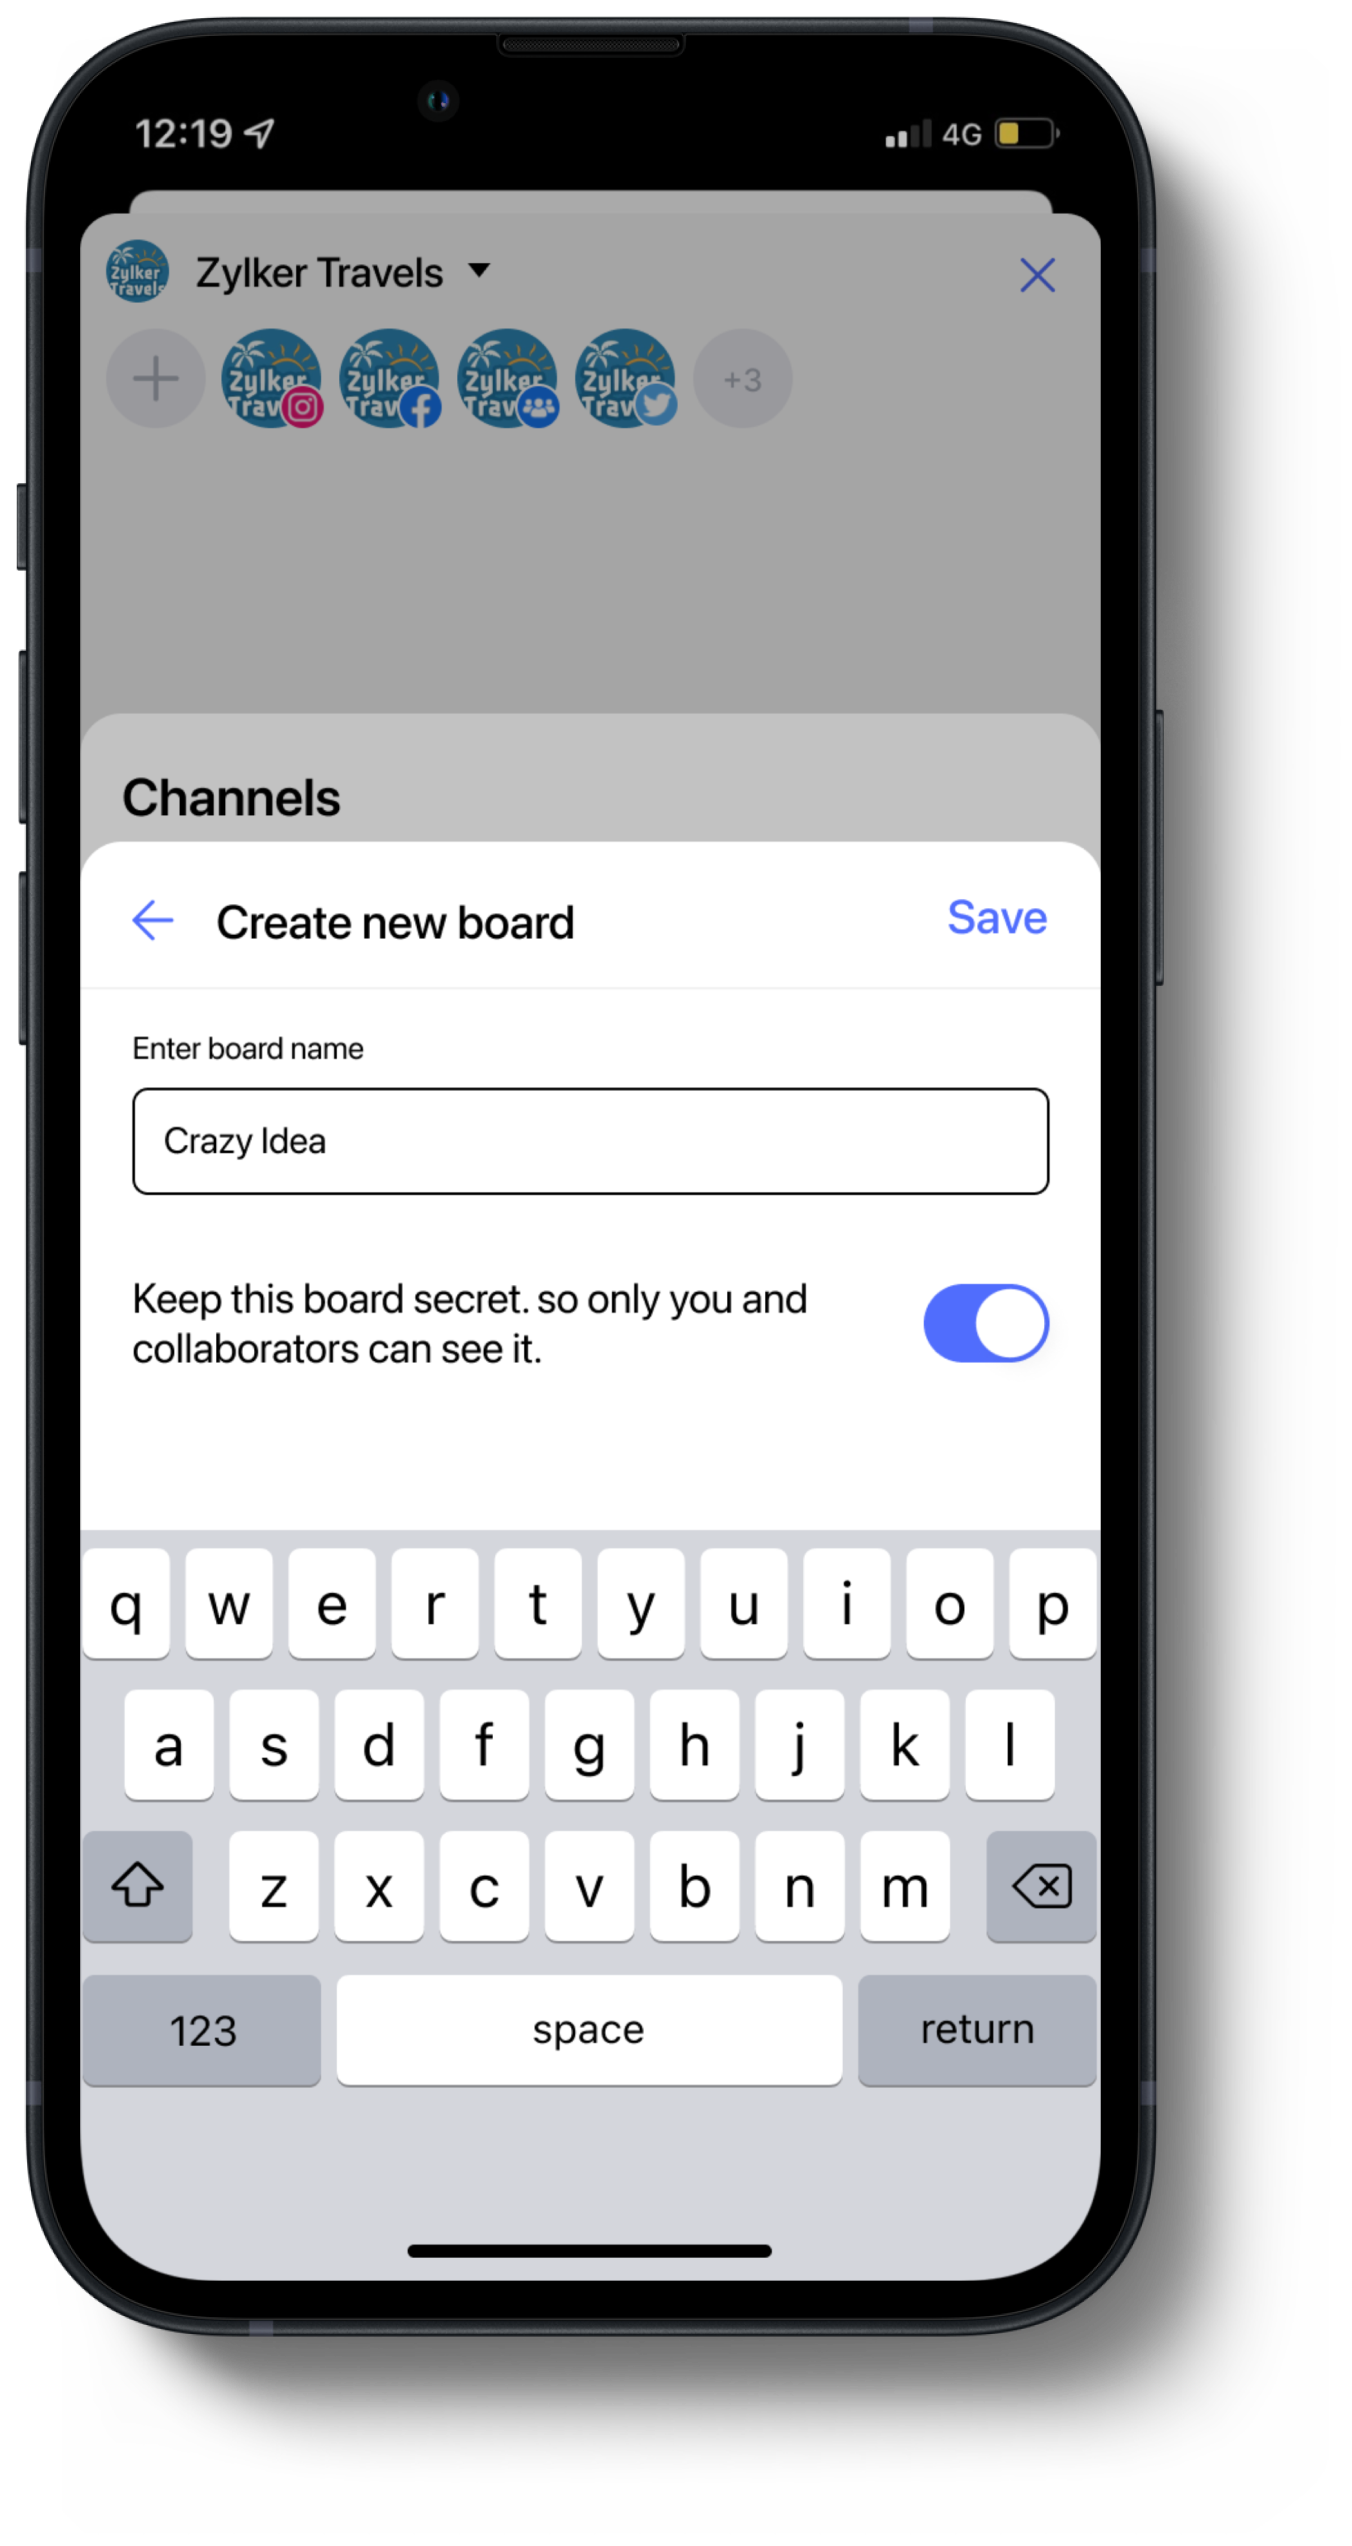 12:19 4G
Zylker Travels
Zylker Travels
Zylker Trav Zylker Trav Zylker Trav Zylker Trav +3
Channels
Create new board Save
Enter board name
Crazy Idea
Keep this board secret. so only you and
collaborators can see it.
q w e r t y u i o p
a s d f g h j k l
z x c v b n m
123 space return